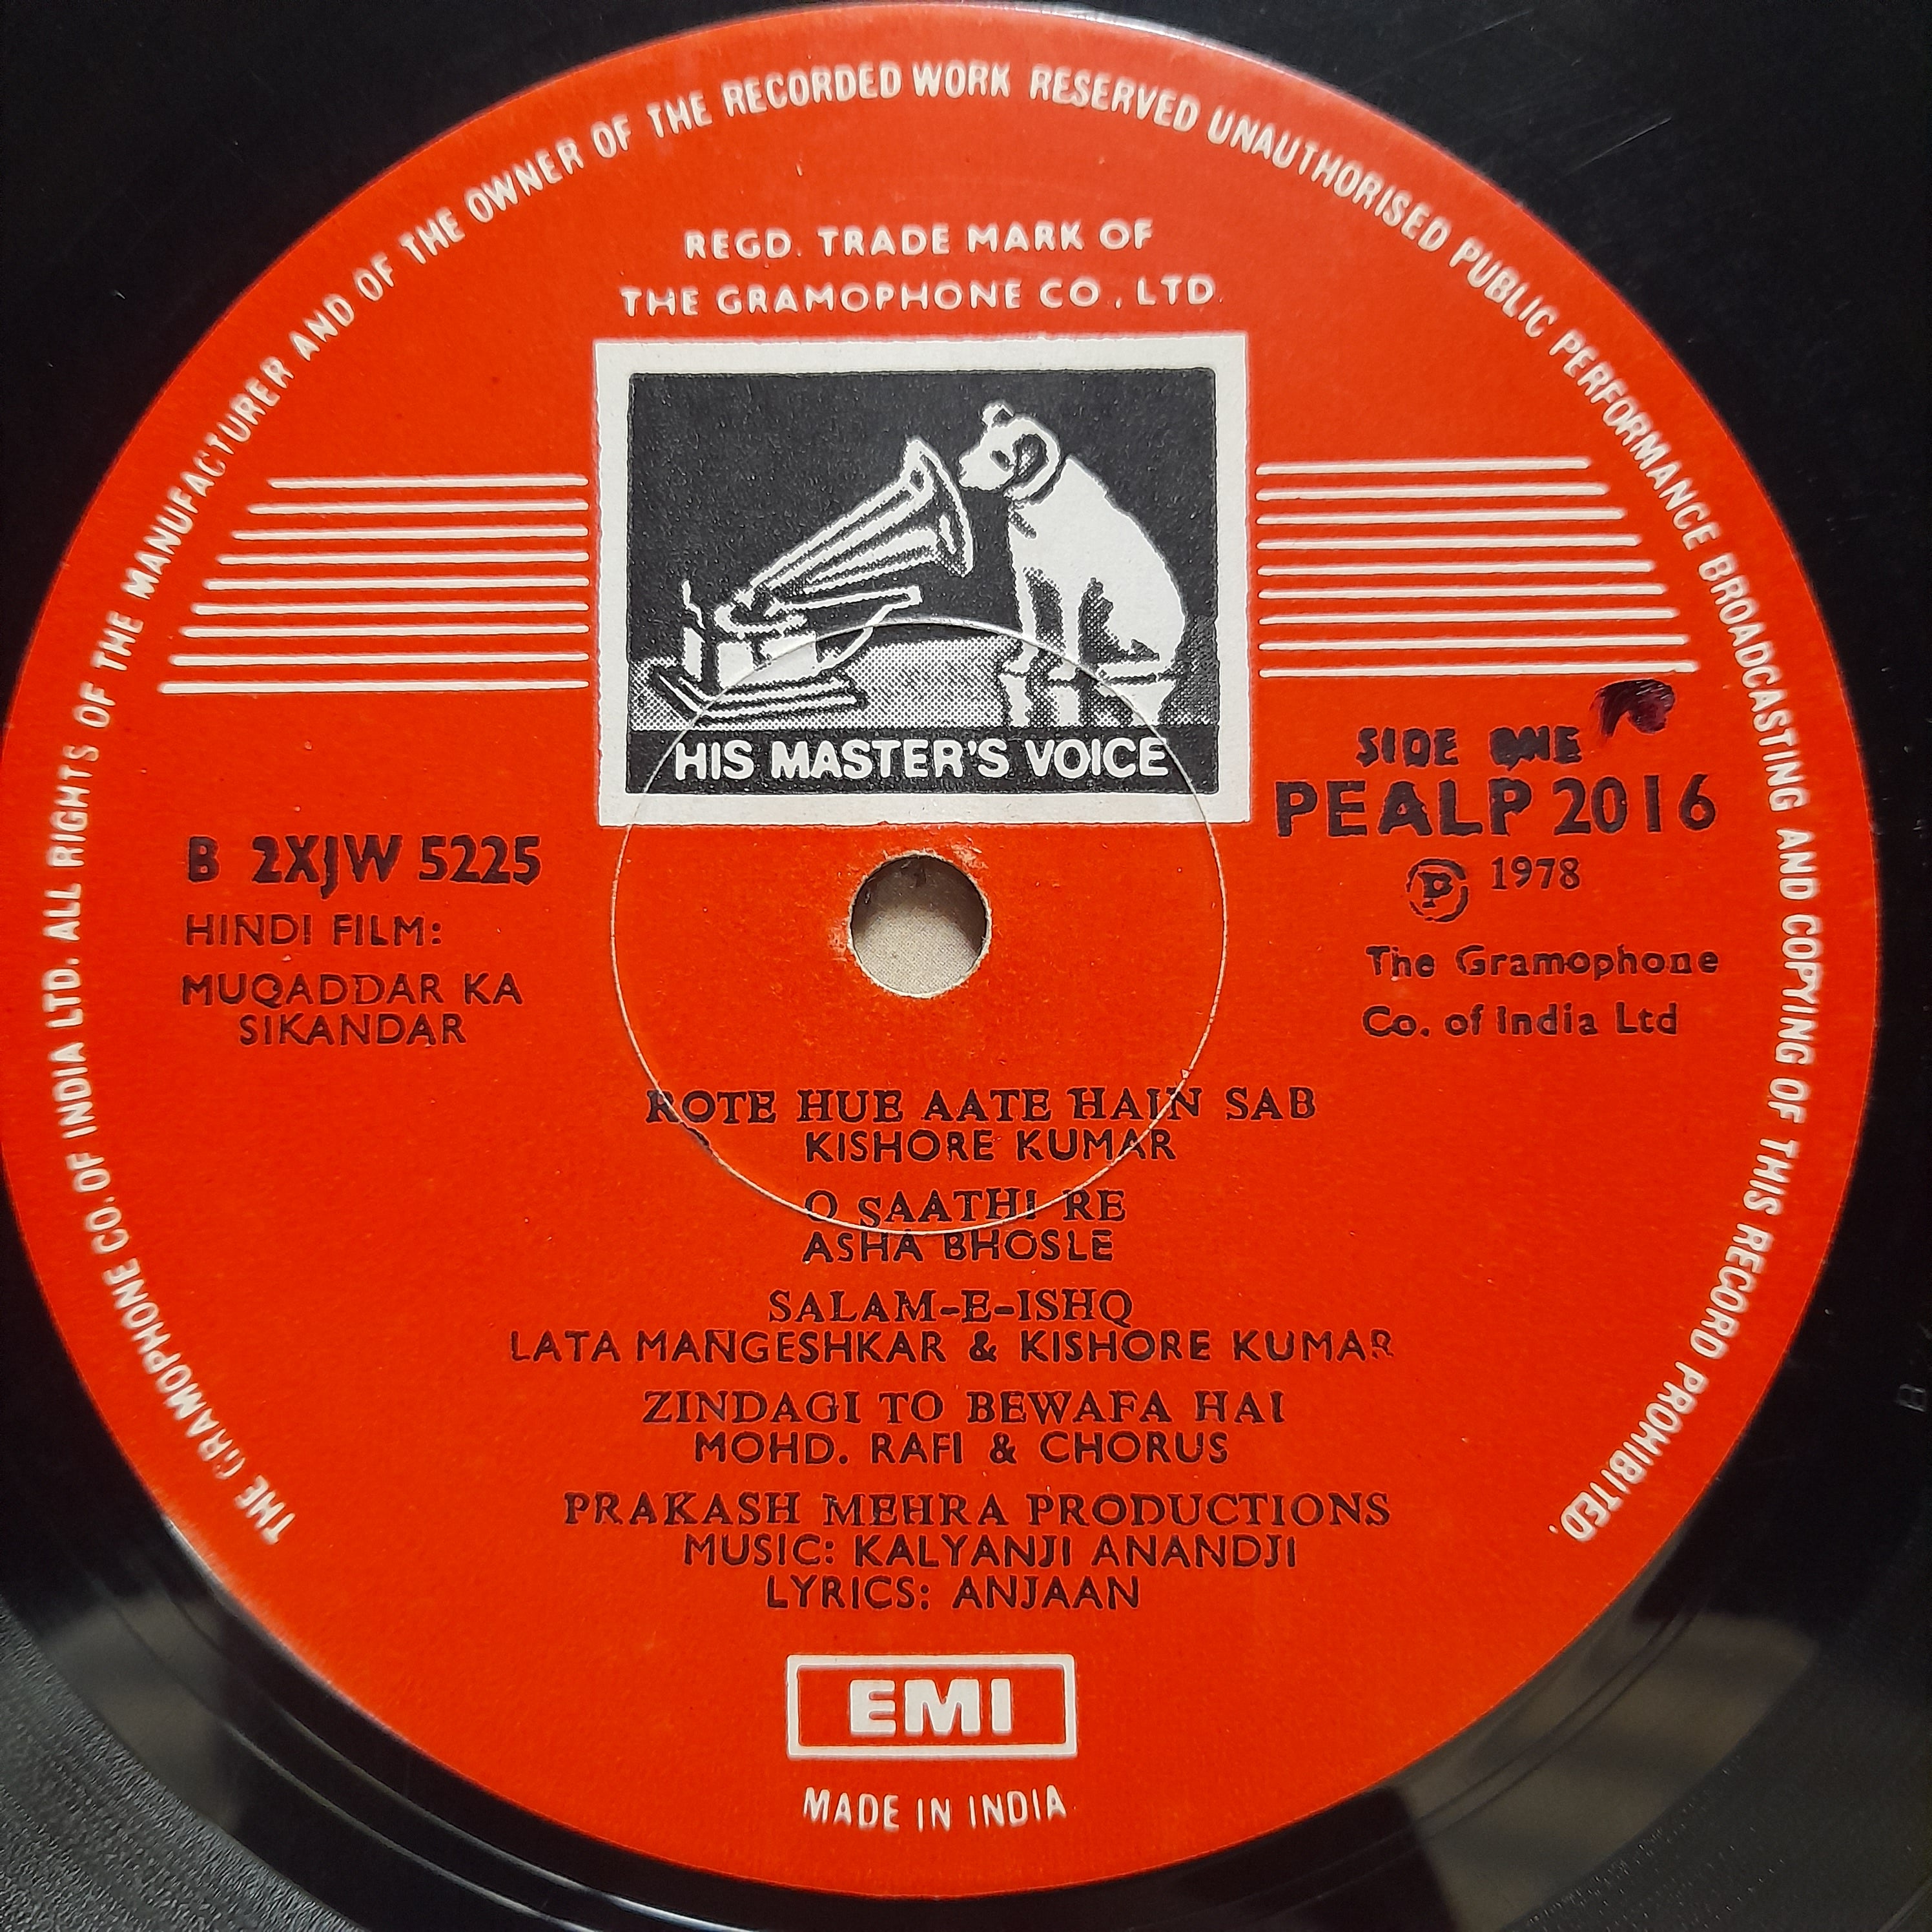 THE GRAMOPHONE CO. OF INDIA LTD. ALL RIGHTS OF THE MANUFACTURER AND OF THE OWNER OF THE RECORDED WORK RESERVED UNAUTHORISED PUBLIC PERFORMANCE BROADCASTING AND COPYING OF THIS RECORD PROHIBITED.
REGD. TRADE MARK OF
THE GRAMOPHONE CO. LTD.
HIS MASTER'S VOICE
SIDE ONE
PEALP 2016
Ⓟ 1978
The Gramophone
Co. of India Ltd
B 2XJW 5225
HINDI FILM:
MUQADDAR KA
SIKANDAR
ROTE HUE AATE HAIN SAB
KISHORE KUMAR
O SAATHI RE
ASHA BHOSLE
SALAM-E-ISHQ
LATA MANGESHKAR & KISHORE KUMAR
ZINDAGI TO BEWAFA HAI
MOHD. RAFI & CHORUS
PRAKASH MEHRA PRODUCTIONS
MUSIC: KALYANJI ANANDJI
LYRICS: ANJAAN
EMI
MADE IN INDIA